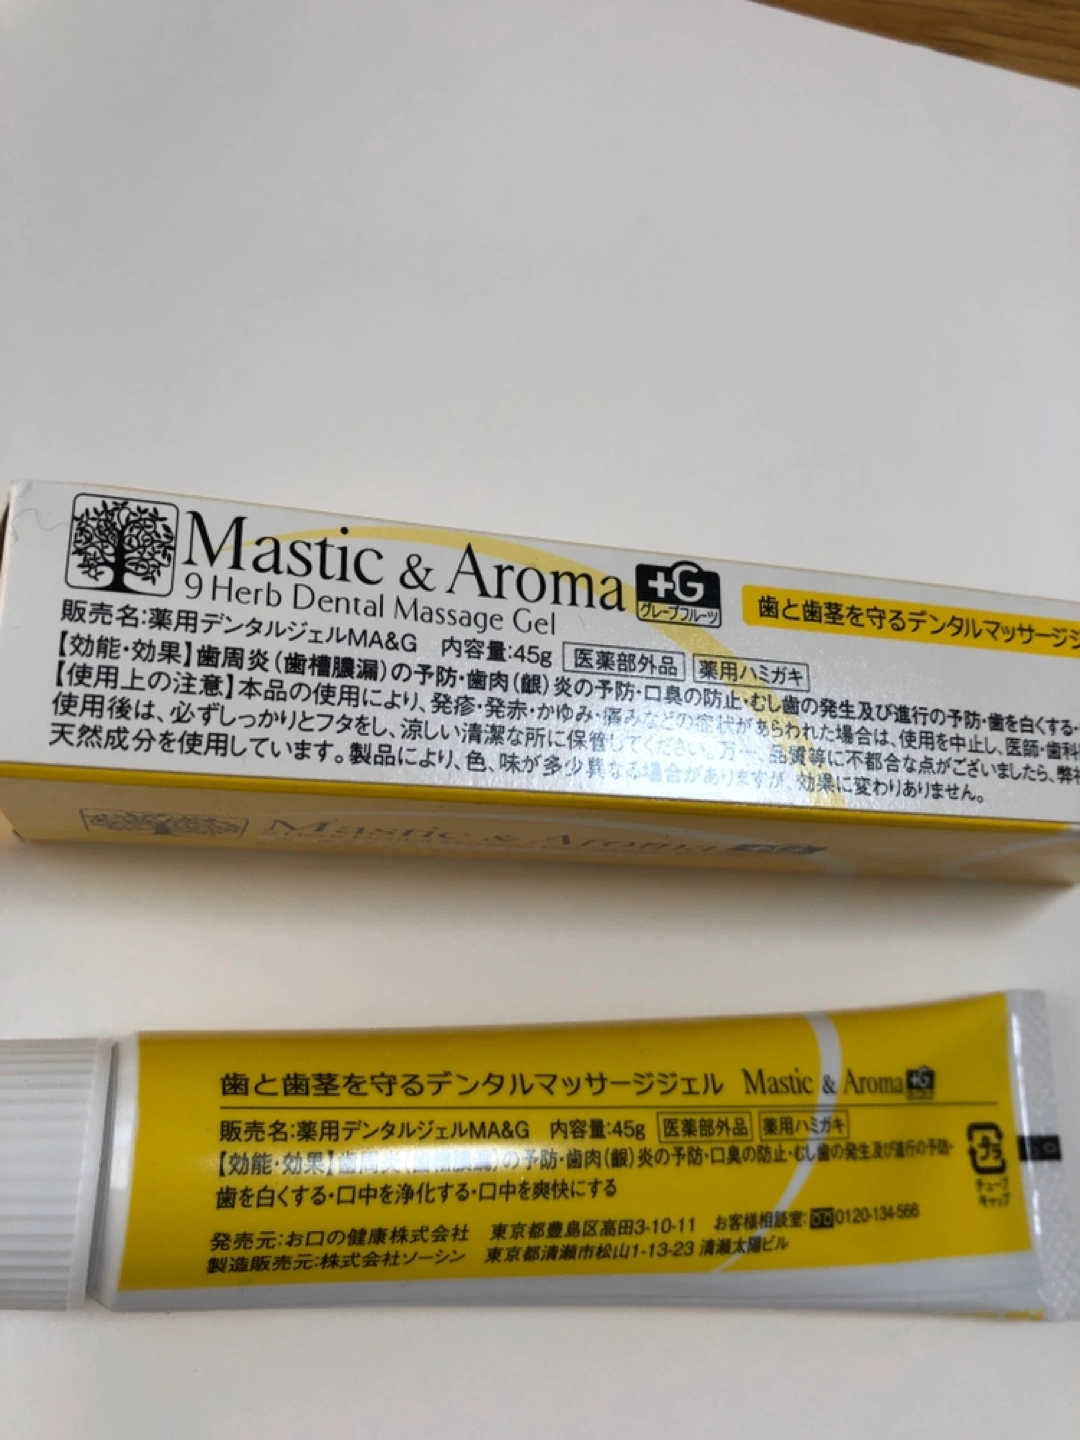 Mastic & Aroma +G
グレープフルーツ
9 Herb Dental Massage Gel
歯と歯茎を守るデンタルマッサージジ
販売名:薬用デンタルジェルMA&G 内容量:45g 医薬部外品 薬用ハミガキ
【効能・効果】歯周炎(歯槽膿漏)の予防・歯肉(齦)炎の予防・口臭の防止・むし歯の発生及び進行の予防・歯を白くする・
【使用上の注意】本品の使用により、発疹・発赤・かゆみ・痛みなどの症状があらわれた場合は、使用を中止し、医師・歯科
使用後は、必ずしっかりとフタをし、涼しい清潔な所に保管してください。万一、品質等に不都合な点がございましたら、弊社
天然成分を使用しています。製品により、色、味が多少異なる場合がありますが、効果に変わりありません。
Mastic & Aroma
歯と歯茎を守るデンタルマッサージジェル Mastic & Aroma +G
販売名:薬用デンタルジェルMA&G 内容量:45g 医薬部外品 薬用ハミガキ
【効能・効果】歯周炎(歯槽膿漏)の予防・歯肉(齦)炎の予防・口臭の防止・むし歯の発生及び進行の予防・
歯を白くする・口中を浄化する・口中を爽快にする
プラ
チューブ
キャップ
発売元:お口の健康株式会社 東京都豊島区高田3-10-11 お客様相談室:0120-134-566
製造販売元:株式会社ソーシン 東京都清瀬市松山1-13-23 清瀬太陽ビル